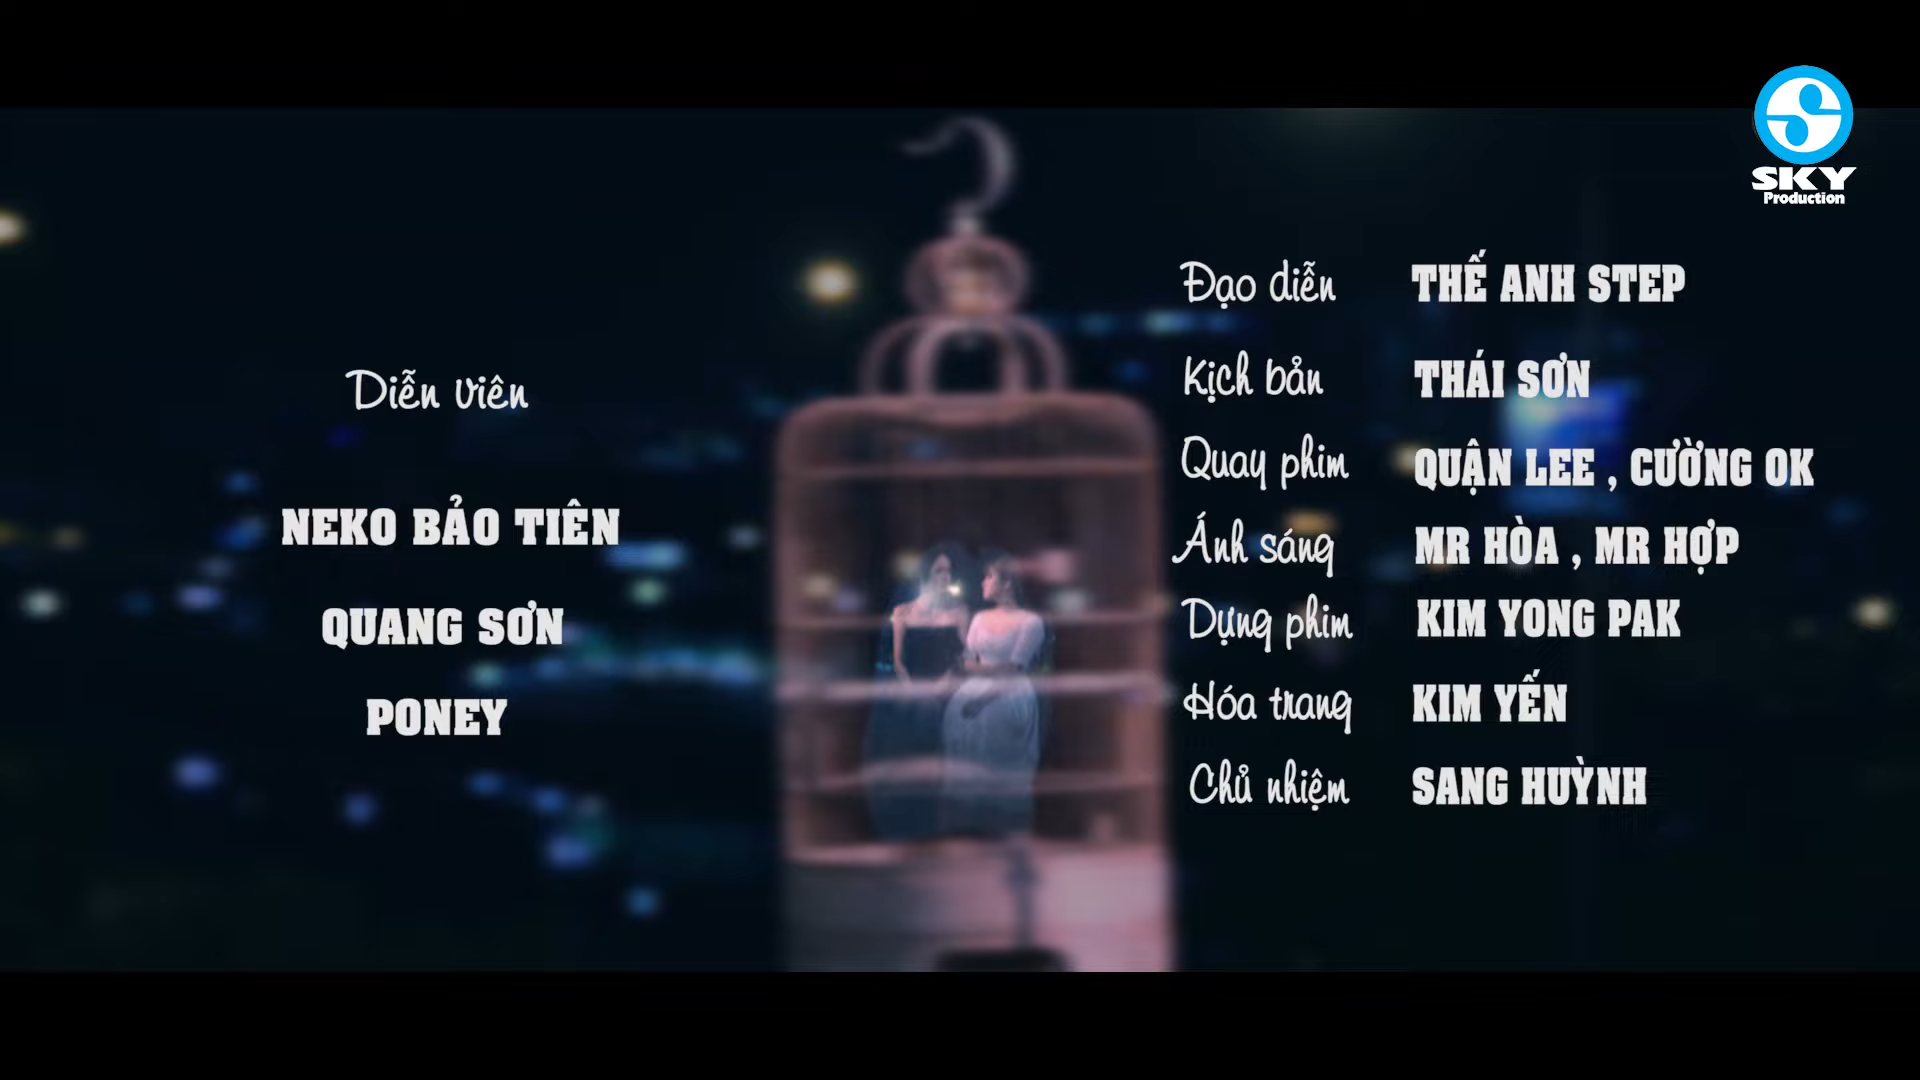 SKY
Production
Diễn viên
NEKO BẢO TIÊN
QUANG SƠN
PONEY
Đạo diễn THẾ ANH STEP
Kịch bản THÁI SƠN
Quay phim QUẬN LEE , CƯỜNG OK
Ánh sáng MR HÒA , MR HỢP
Dựng phim KIM YONG PAK
Hóa trang KIM YẾN
Chủ nhiệm SANG HUỲNH